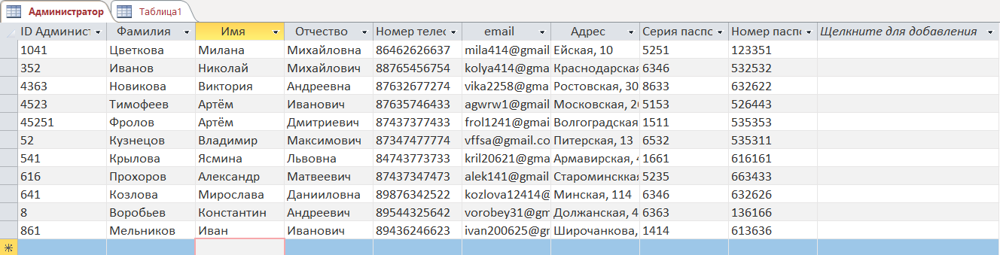 Администратор Таблица1
ID Админист Фамилия Имя Отчество Номер телес email Адрес Серия паспо Номер паспо Щелкните для добавления
1041 Цветкова Милана Михайловна 86462626637 mila414@gmail Ейская, 10 5251 123351
352 Иванов Николай Михайлович 88765456754 kolya414@gma Краснодарская 6346 532532
4363 Новикова Виктория Андреевна 87632677274 vika2258@gma Ростовская, 30 8633 632622
4523 Тимофеев Артём Иванович 87635746433 agwrw1@gmail Московская, 26 5153 526443
45251 Фролов Артём Дмитриевич 87437377433 frol1241@gmai Волгоградская 1511 535353
52 Кузнецов Владимир Максимович 87347477774 vffsa@gmail.co Питерская, 13 6532 535311
541 Крылова Ясмина Львовна 84743773733 kril20621@gma Армавирская, 4 1661 616161
616 Прохоров Александр Матвеевич 87437347473 alek141@gmail Староминсккая 5235 663433
641 Козлова Мирослава Данииловна 89876342522 kozlova12414@ Минская, 114 6346 632626
8 Воробьев Константин Андреевич 89544325642 vorobey31@gm Должанская, 4 6363 136166
861 Мельников Иван Иванович 89436246623 ivan200625@gr Широчанкова, 1414 613636